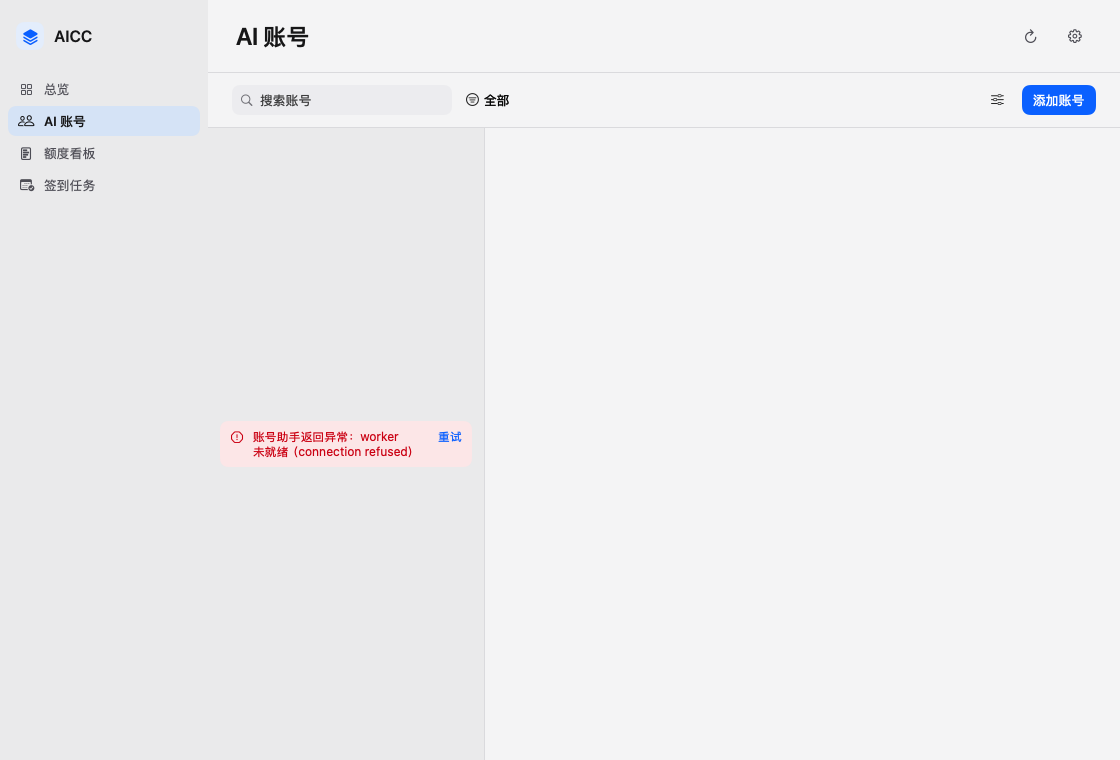 AICC
总览
AI 账号
额度看板
签到任务
AI 账号
搜索账号
全部
添加账号
账号助手返回异常：worker
未就绪 (connection refused)
重试